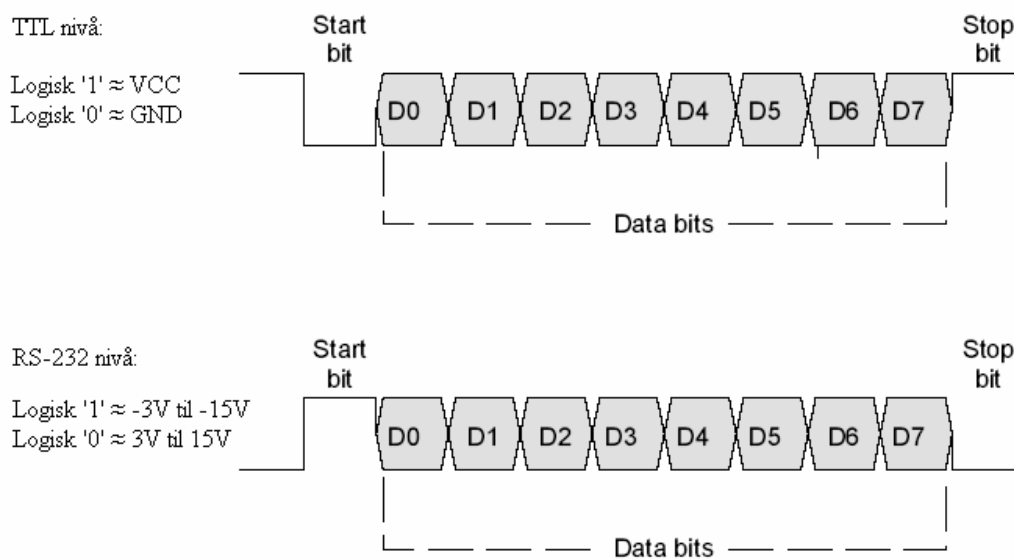 TTL nivå:
Start
bit
Stop
bit
Logisk '1' ≈ VCC
Logisk '0' ≈ GND
D0 D1 D2 D3 D4 D5 D6 D7
Data bits
RS-232 nivå:
Start
bit
Stop
bit
Logisk '1' ≈ -3V til -15V
Logisk '0' ≈ 3V til 15V
D0 D1 D2 D3 D4 D5 D6 D7
Data bits